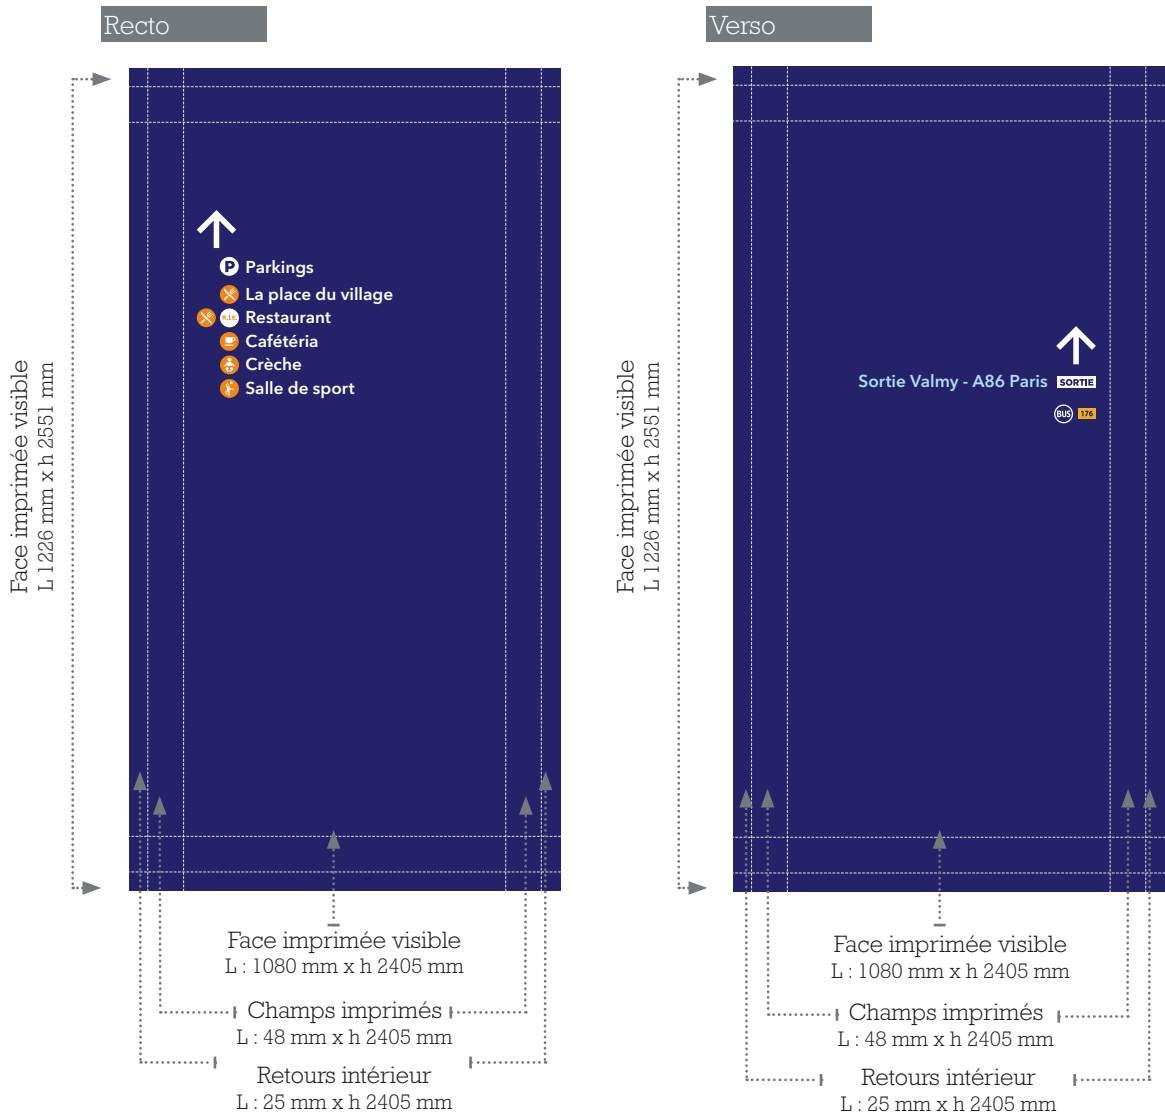 Recto
Face imprimée visible
L 1226 mm x h 2551 mm
P Parkings
La place du village
R.I.E. Restaurant
Cafétéria
Crèche
Salle de sport
Face imprimée visible
L : 1080 mm x h 2405 mm
Champs imprimés
L : 48 mm x h 2405 mm
Retours intérieur
L : 25 mm x h 2405 mm
Verso
Face imprimée visible
L 1226 mm x h 2551 mm
Sortie Valmy - A86 Paris SORTIE
BUS 176
Face imprimée visible
L : 1080 mm x h 2405 mm
Champs imprimés
L : 48 mm x h 2405 mm
Retours intérieur
L : 25 mm x h 2405 mm